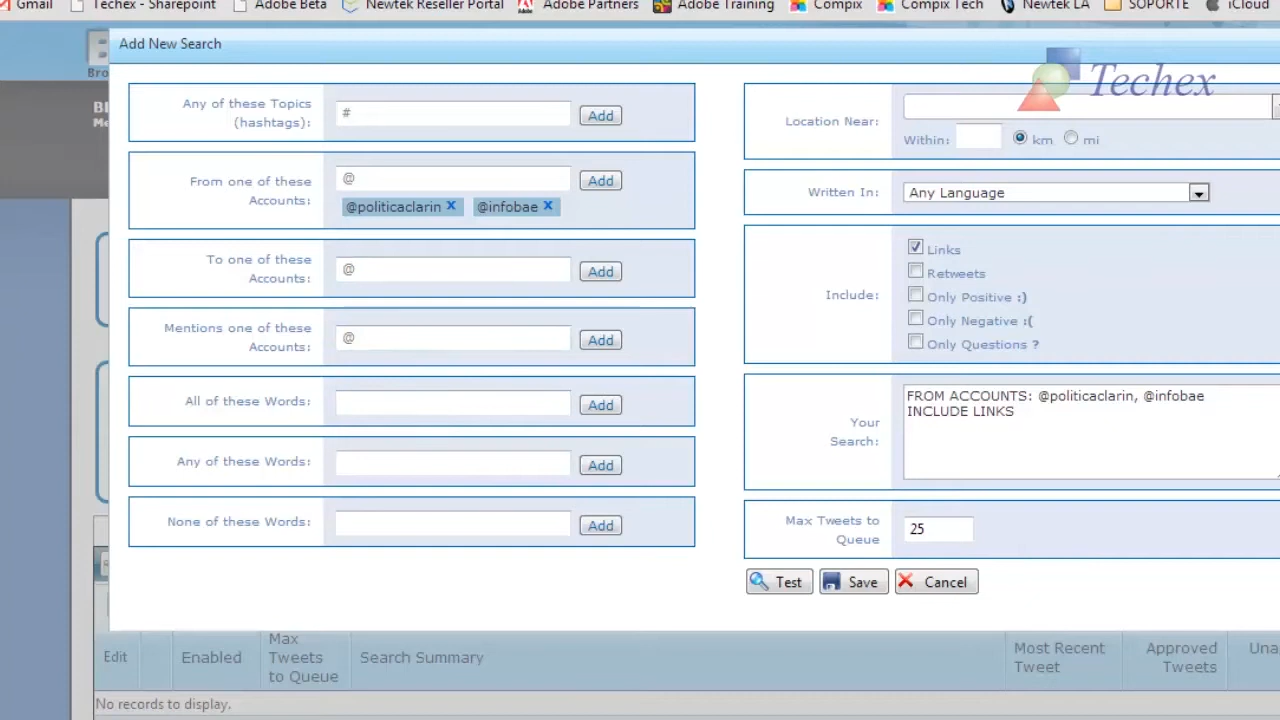 Gmail Techex - Sharepoint Adobe Beta Newtek Reseller Portal Adobe Partners Adobe Training Compix Compix Tech Newtek LA SOPORTE iCloud
Add New Search
Techex
Any of these Topics
(hashtags):
#
Add
From one of these
Accounts:
@
Add
@politicaclarin X @infobae X
To one of these
Accounts:
@
Add
Mentions one of these
Accounts:
@
Add
All of these Words:
Add
Any of these Words:
Add
None of these Words:
Add
Location Near:
Within:
km
mi
Written In:
Any Language
Include:
Links
Retweets
Only Positive :)
Only Negative :(
Only Questions ?
Your
Search:
FROM ACCOUNTS: @politicaclarin, @infobae
INCLUDE LINKS
Max Tweets to
Queue
25
Test Save Cancel
Edit
Enabled
Max
Tweets
to Queue
Search Summary
Most Recent
Tweet
Approved
Tweets
No records to display.